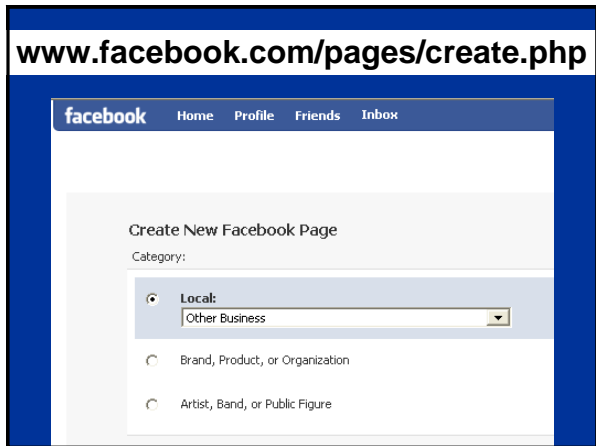 www.facebook.com/pages/create.php
facebook Home Profile Friends Inbox
Create New Facebook Page
Category:
Local:
Other Business
Brand, Product, or Organization
Artist, Band, or Public Figure